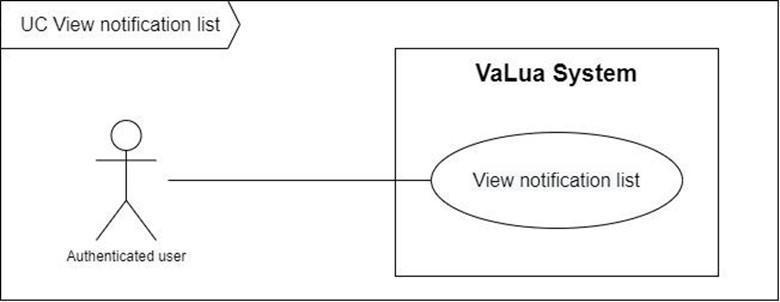 UC View notification list
VaLua System
View notification list
Authenticated user